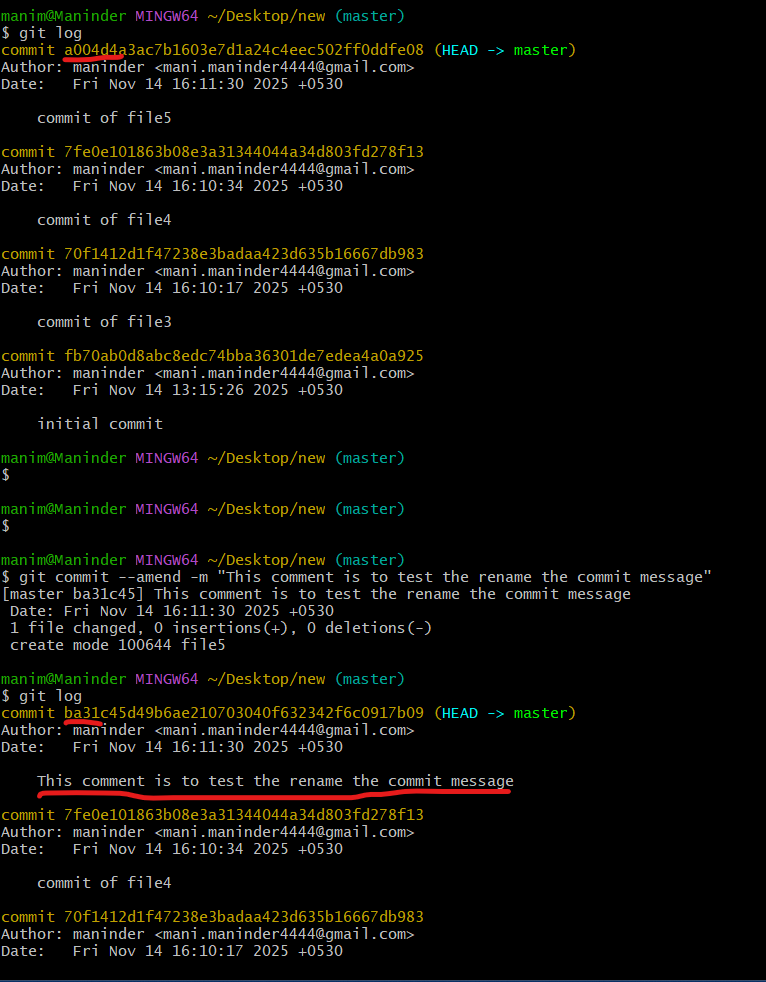 manim@Maninder MINGW64 ~/Desktop/new (master)
$ git log
commit a004d4a3ac7b1603e7d1a24c4eec502ff0ddfe08 (HEAD -> master)
Author: maninder <mani.maninder4444@gmail.com>
Date:   Fri Nov 14 16:11:30 2025 +0530
commit of file5
commit 7fe0e101863b08e3a31344044a34d803fd278f13
Author: maninder <mani.maninder4444@gmail.com>
Date:   Fri Nov 14 16:10:34 2025 +0530
commit of file4
commit 70f1412d1f47238e3badaa423d635b16667db983
Author: maninder <mani.maninder4444@gmail.com>
Date:   Fri Nov 14 16:10:17 2025 +0530
commit of file3
commit fb70ab0d8abc8edc74bba36301de7edea4a0a925
Author: maninder <mani.maninder4444@gmail.com>
Date:   Fri Nov 14 13:15:26 2025 +0530
initial commit
manim@Maninder MINGW64 ~/Desktop/new (master)
$
manim@Maninder MINGW64 ~/Desktop/new (master)
$
manim@Maninder MINGW64 ~/Desktop/new (master)
$ git commit --amend -m "This comment is to test the rename the commit message"
[master ba31c45] This comment is to test the rename the commit message
Date: Fri Nov 14 16:11:30 2025 +0530
1 file changed, 0 insertions(+), 0 deletions(-)
create mode 100644 file5
manim@Maninder MINGW64 ~/Desktop/new (master)
$ git log
commit ba31c45d49b6ae210703040f632342f6c0917b09 (HEAD -> master)
Author: maninder <mani.maninder4444@gmail.com>
Date:   Fri Nov 14 16:11:30 2025 +0530
This comment is to test the rename the commit message
commit 7fe0e101863b08e3a31344044a34d803fd278f13
Author: maninder <mani.maninder4444@gmail.com>
Date:   Fri Nov 14 16:10:34 2025 +0530
commit of file4
commit 70f1412d1f47238e3badaa423d635b16667db983
Author: maninder <mani.maninder4444@gmail.com>
Date:   Fri Nov 14 16:10:17 2025 +0530